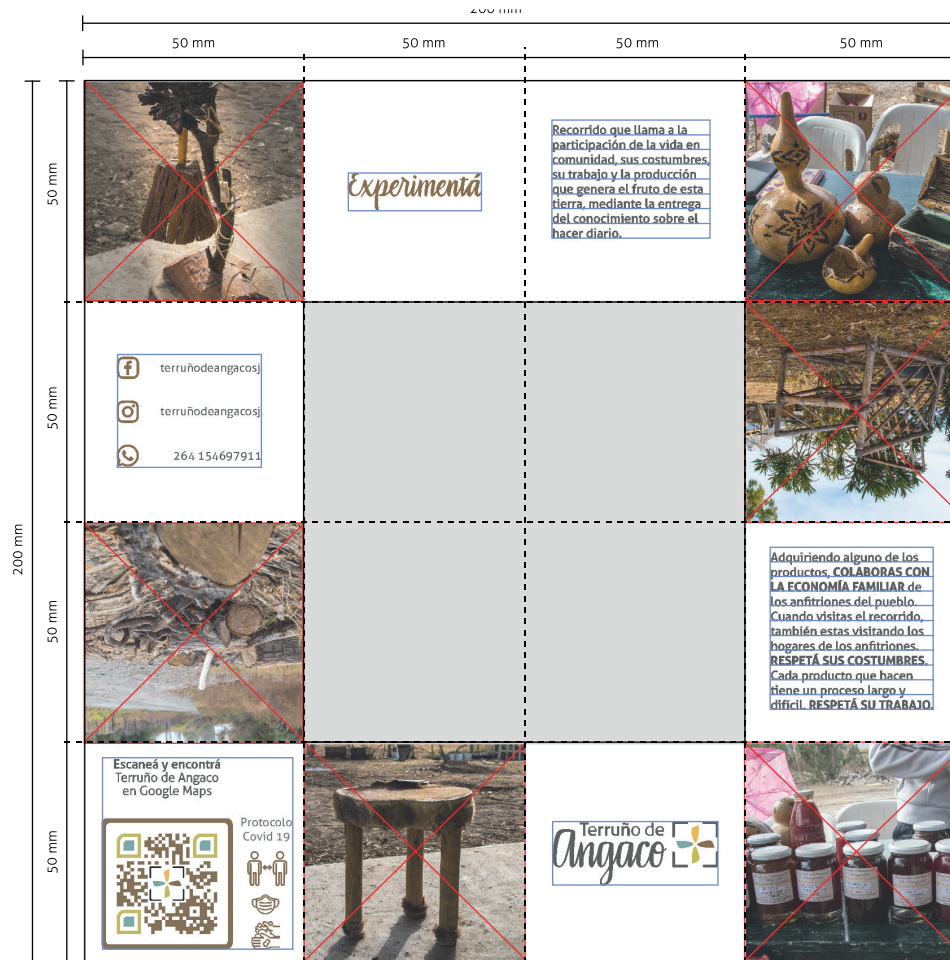 200 mm
50 mm
50 mm
50 mm
50 mm
50 mm
Experimentá
Recorrido que llama a la
participación de la vida en
comunidad, sus costumbres,
su trabajo y la producción
que genera el fruto de esta
tierra, mediante la entrega
del conocimiento sobre el
hacer diario.
50 mm
terruñodeangacosj
terruñodeangacosj
264 154697911
200 mm
50 mm
Adquiriendo alguno de los
productos, COLABORAS CON
LA ECONOMÍA FAMILIAR de
los anfitriones del pueblo.
Cuando visitas el recorrido,
también estas visitando los
hogares de los anfitriones.
RESPETÁ SUS COSTUMBRES.
Cada producto que hacen
tiene un proceso largo y
difícil. RESPETÁ SU TRABAJO.
50 mm
Escaneá y encontrá
Terruño de Angaco
en Google Maps
Protocolo
Covid 19
Terruño de
Angaco